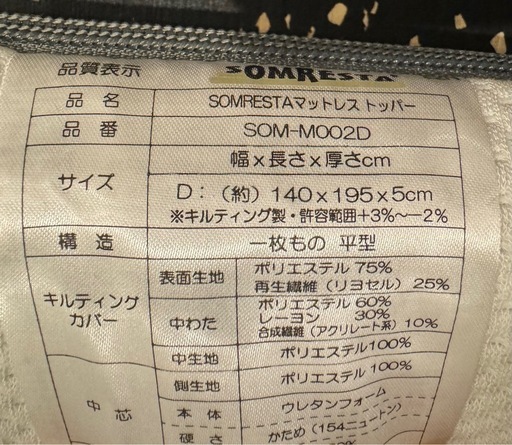 品質表示 SOMRESTA
品名 SOMRESTAマットレストッパー
品番 SOM-M002D
サイズ 幅×長さ×厚さcm
D:(約)140×195×5cm
※キルティング製・許容範囲+3%~-2%
構造 一枚もの 平型
キルティングカバー 表面生地 ポリエステル 75%
再生繊維(リヨセル) 25%
中わた ポリエステル 60%
レーヨン 30%
合成繊維(アクリレート系) 10%
中生地 ポリエステル100%
中芯 側生地 ポリエステル 100%
本体 ウレタンフォーム
硬さ かため(154ニュートン)